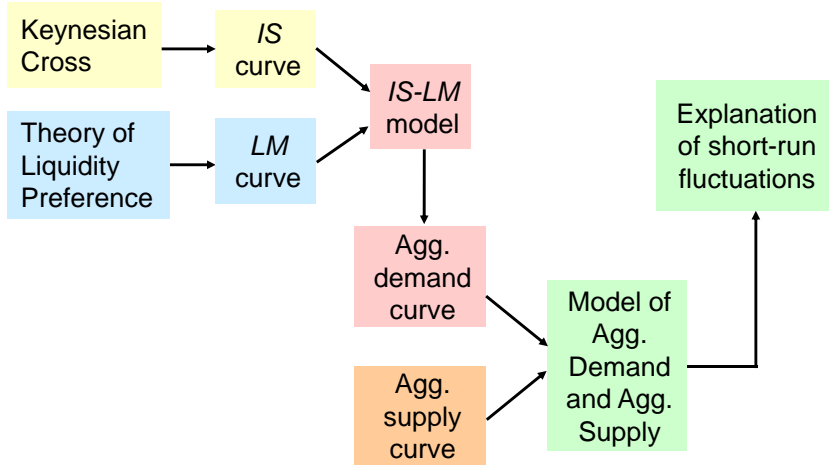 Keynesian
Cross
IS
curve
Theory of
Liquidity
Preference
LM
curve
IS-LM
model
Explanation
of short-run
fluctuations
Agg.
demand
curve
Agg.
supply
curve
Model of
Agg.
Demand
and Agg.
Supply